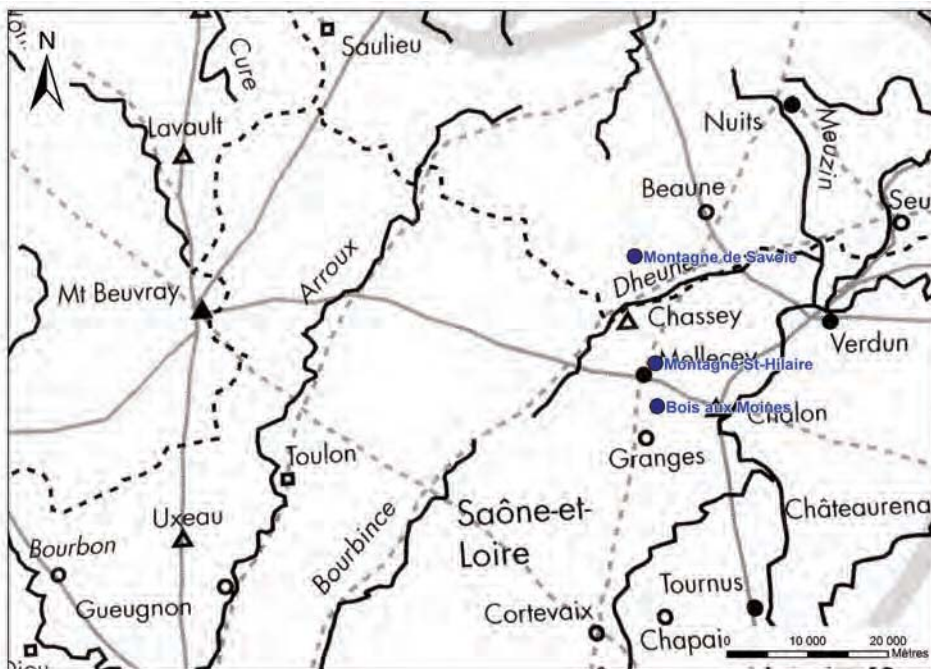 N
Cure
Saulieu
Lavault
Nuits
Meuzin
Beaune
Seu
Montagne de Savoie
Arroux
Dheune
Mt Beuvray
Chassey
Verdun
Mellecey
Montagne St-Hilaire
Bois aux Moines
Chalon
Granges
Toulon
Saône-et-
Loire
Châteaurena
Uxeau
Bourbince
Bourbon
Gueugnon
Tournus
Cortevaix
Chapai
0 10 000 20 000
Mètres